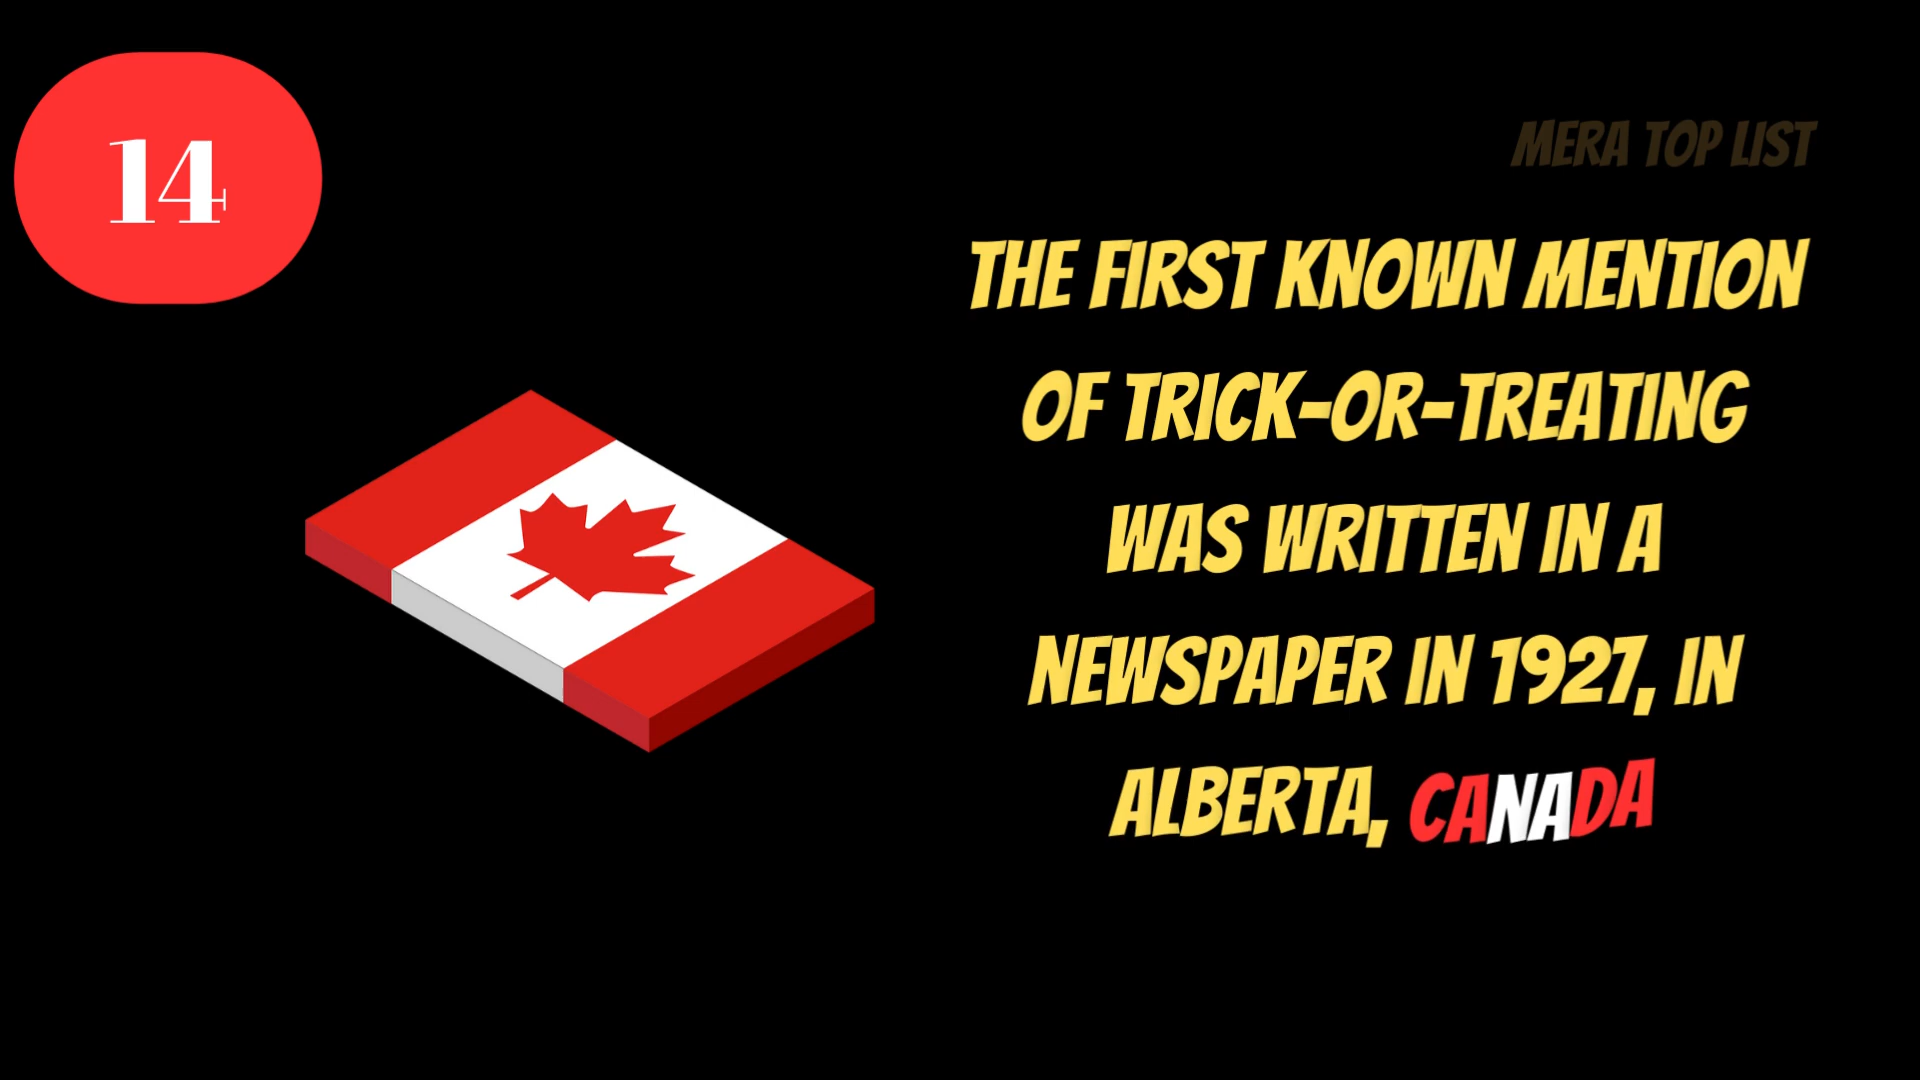 14
MERA TOP LIST
THE FIRST KNOWN MENTION
OF TRICK-OR-TREATING
WAS WRITTEN IN A
NEWSPAPER IN 1927, IN
ALBERTA, CANADA